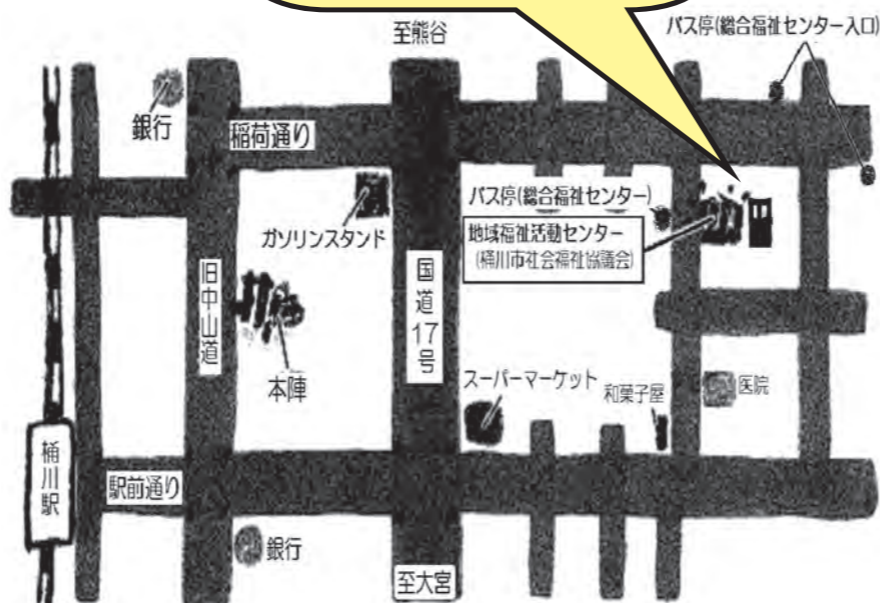 至熊谷
バス停(総合福祉センター入口)
銀行
稲荷通り
バス停(総合福祉センター)
ガソリンスタンド
地域福祉活動センター
(桶川市社会福祉協議会)
旧中山道
国道17号
本陣
スーパーマーケット
和菓子屋
医院
桶川駅
駅前通り
銀行
至大宮